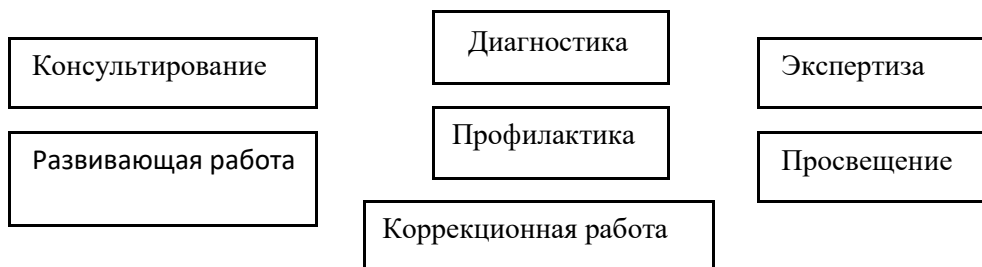 Диагностика
Консультирование
Экспертиза
Профилактика
Развивающая работа
Просвещение
Коррекционная работа